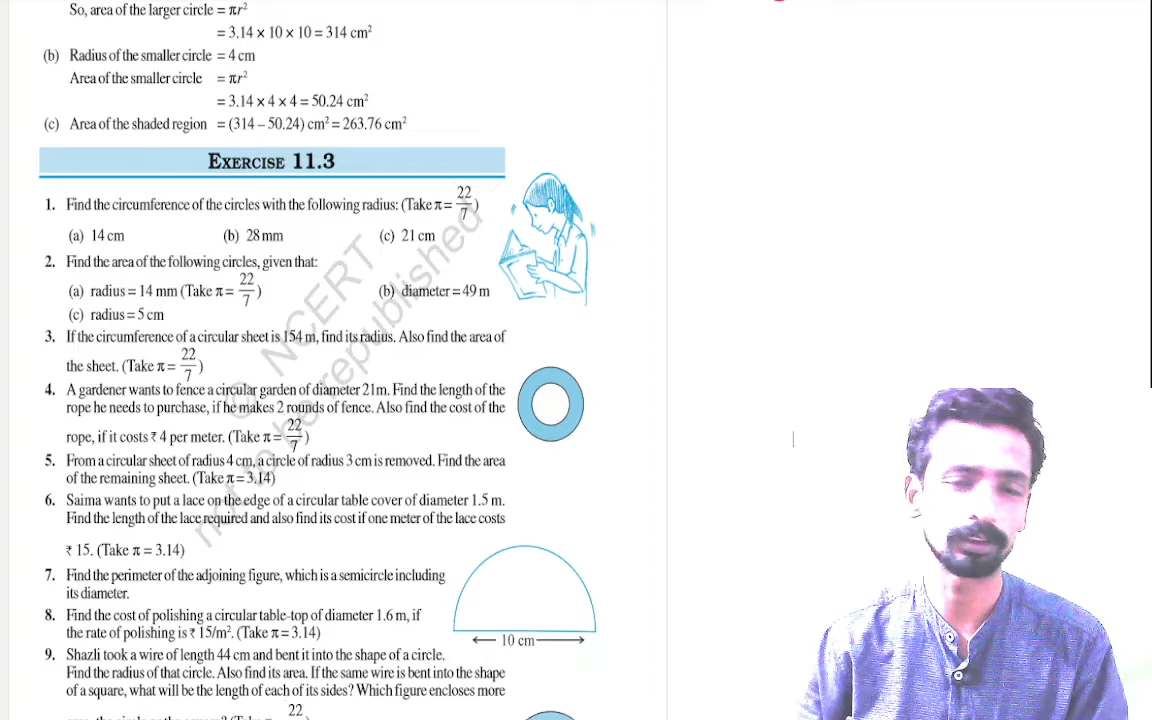 So, area of the larger circle = πr²
= 3.14 × 10 × 10 = 314 cm²
(b) Radius of the smaller circle = 4 cm
Area of the smaller circle = πr²
= 3.14 × 4 × 4 = 50.24 cm²
(c) Area of the shaded region = (314 – 50.24) cm² = 263.76 cm²
EXERCISE 11.3
1. Find the circumference of the circles with the following radius: (Take π = 22/7)
(a) 14 cm (b) 28 mm (c) 21 cm
2. Find the area of the following circles, given that:
(a) radius = 14 mm (Take π = 22/7) (b) diameter = 49 m
(c) radius = 5 cm
3. If the circumference of a circular sheet is 154 m, find its radius. Also find the area of
the sheet. (Take π = 22/7)
4. A gardener wants to fence a circular garden of diameter 21m. Find the length of the
rope he needs to purchase, if he makes 2 rounds of fence. Also find the cost of the
rope, if it costs ₹ 4 per meter. (Take π = 22/7)
5. From a circular sheet of radius 4 cm, a circle of radius 3 cm is removed. Find the area
of the remaining sheet. (Take π = 3.14)
6. Saima wants to put a lace on the edge of a circular table cover of diameter 1.5 m.
Find the length of the lace required and also find its cost if one meter of the lace costs
₹ 15. (Take π = 3.14)
7. Find the perimeter of the adjoining figure, which is a semicircle including
its diameter.
10 cm
8. Find the cost of polishing a circular table-top of diameter 1.6 m, if
the rate of polishing is ₹ 15/m². (Take π = 3.14)
9. Shazli took a wire of length 44 cm and bent it into the shape of a circle.
Find the radius of that circle. Also find its area. If the same wire is bent into the shape
of a square, what will be the length of each of its sides? Which figure encloses more
22
© NCERT
not to be republished